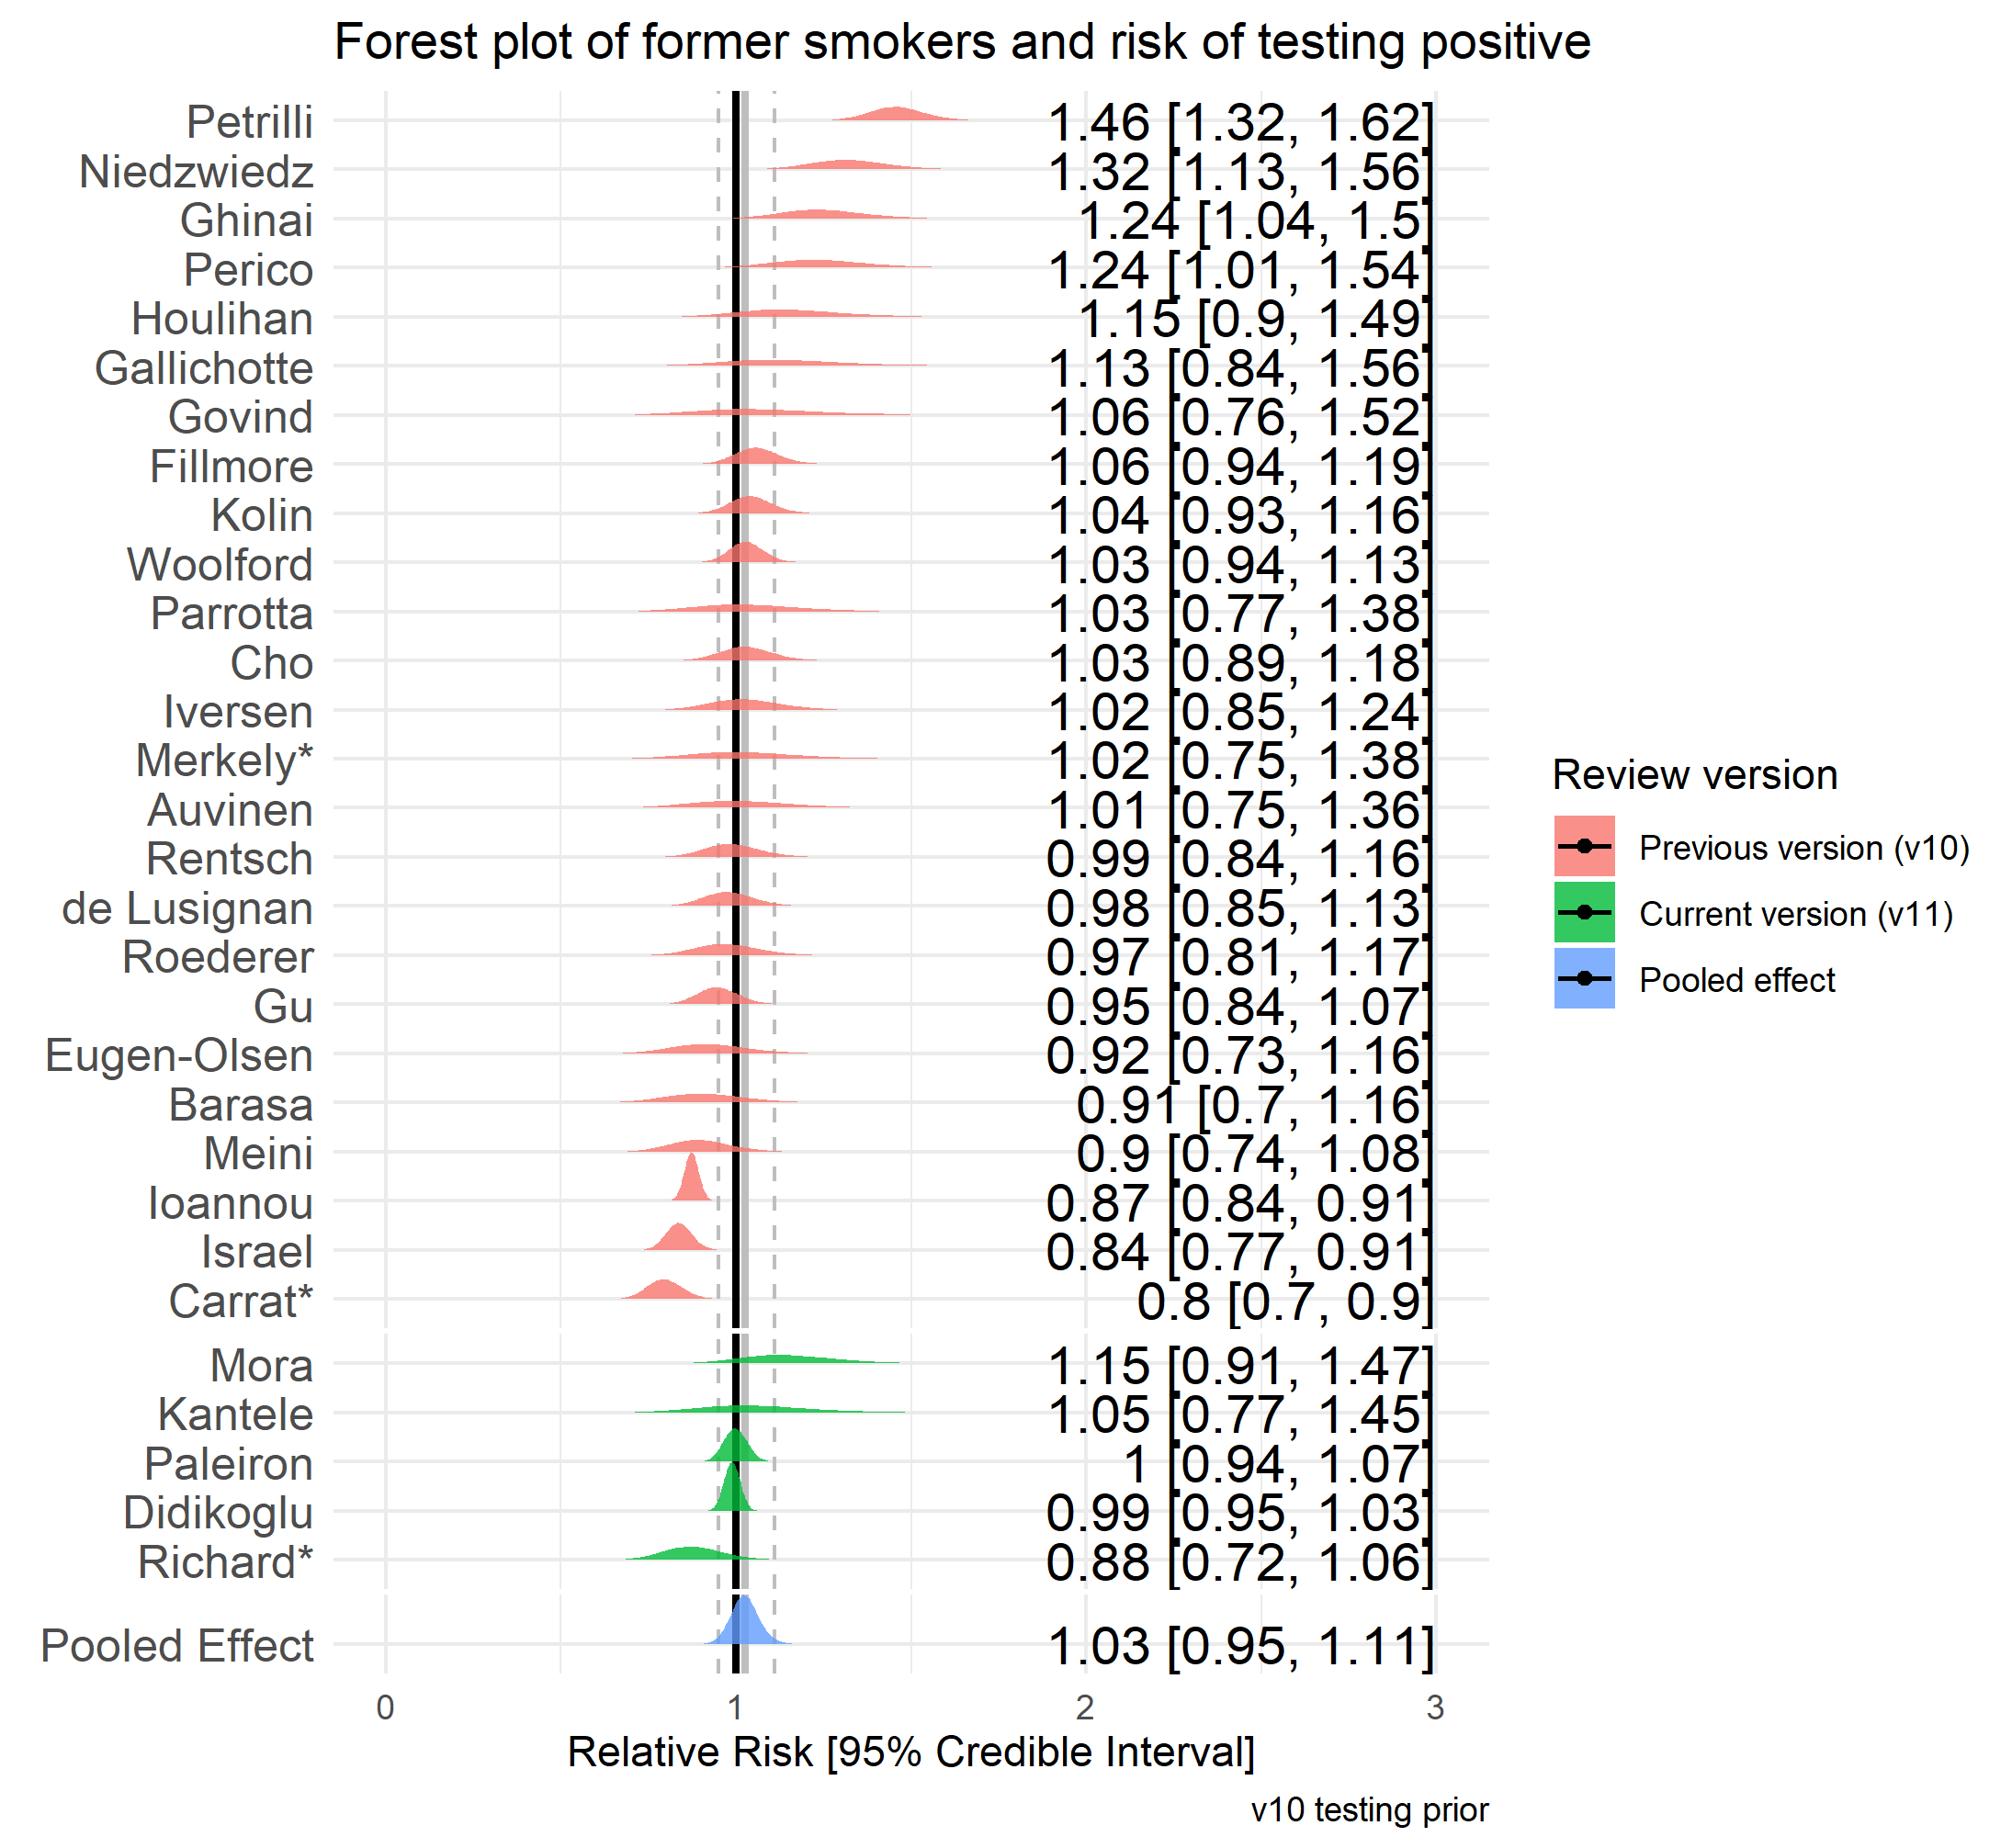 Forest plot of former smokers and risk of testing positive
Petrilli 1.46 [1.32, 1.62]
Niedzwiedz 1.32 [1.13, 1.56]
Ghinai 1.24 [1.04, 1.5]
Perico 1.24 [1.01, 1.54]
Houlihan 1.15 [0.9, 1.49]
Gallichotte 1.13 [0.84, 1.56]
Govind 1.06 [0.76, 1.52]
Fillmore 1.06 [0.94, 1.19]
Kolin 1.04 [0.93, 1.16]
Woolford 1.03 [0.94, 1.13]
Parrotta 1.03 [0.77, 1.38]
Cho 1.03 [0.89, 1.18]
Iversen 1.02 [0.85, 1.24]
Merkely* 1.02 [0.75, 1.38]
Auvinen 1.01 [0.75, 1.36]
Rentsch 0.99 [0.84, 1.16]
de Lusignan 0.98 [0.85, 1.13]
Roederer 0.97 [0.81, 1.17]
Gu 0.95 [0.84, 1.07]
Eugen-Olsen 0.92 [0.73, 1.16]
Barasa 0.91 [0.7, 1.16]
Meini 0.9 [0.74, 1.08]
Ioannou 0.87 [0.84, 0.91]
Israel 0.84 [0.77, 0.91]
Carrat* 0.8 [0.7, 0.9]
Mora 1.15 [0.91, 1.47]
Kantele 1.05 [0.77, 1.45]
Paleiron 1 [0.94, 1.07]
Didikoglu 0.99 [0.95, 1.03]
Richard* 0.88 [0.72, 1.06]
Pooled Effect 1.03 [0.95, 1.11]
0 1 2 3
Relative Risk [95% Credible Interval]
v10 testing prior
Review version
Previous version (v10)
Current version (v11)
Pooled effect